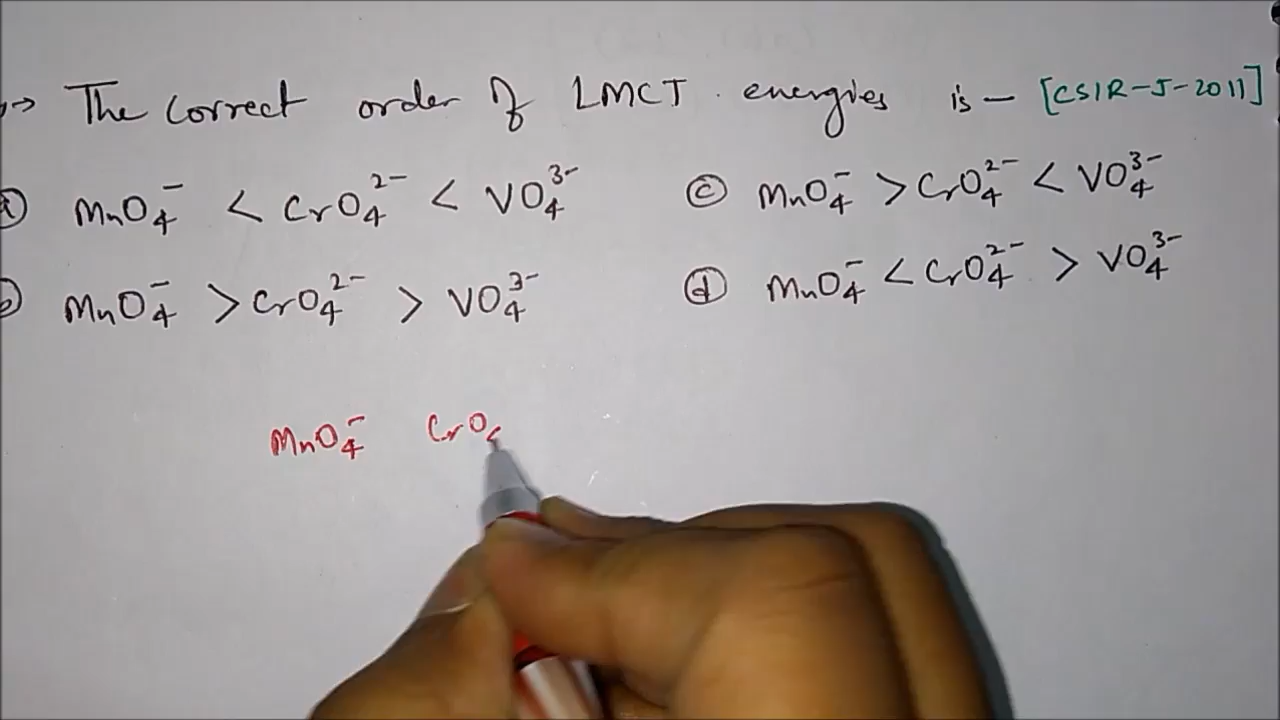 → The correct order of LMCT energies is — [CSIR-J-2011]
ⓐ MnO₄⁻ < CrO₄²⁻ < VO₄³⁻ ⓒ MnO₄⁻ > CrO₄²⁻ < VO₄³⁻
ⓑ MnO₄⁻ > CrO₄²⁻ > VO₄³⁻ ⓓ MnO₄⁻ < CrO₄²⁻ > VO₄³⁻
MnO₄⁻ CrO